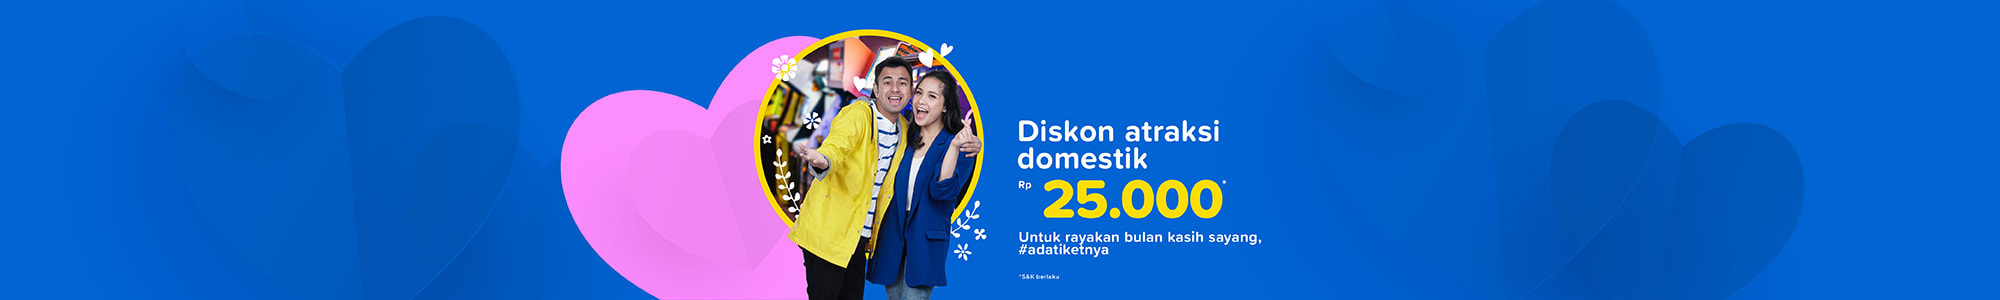 Diskon atraksi
domestik
Rp 25.000*
Untuk rayakan bulan kasih sayang,
#adatiketnya
*S&K berlaku